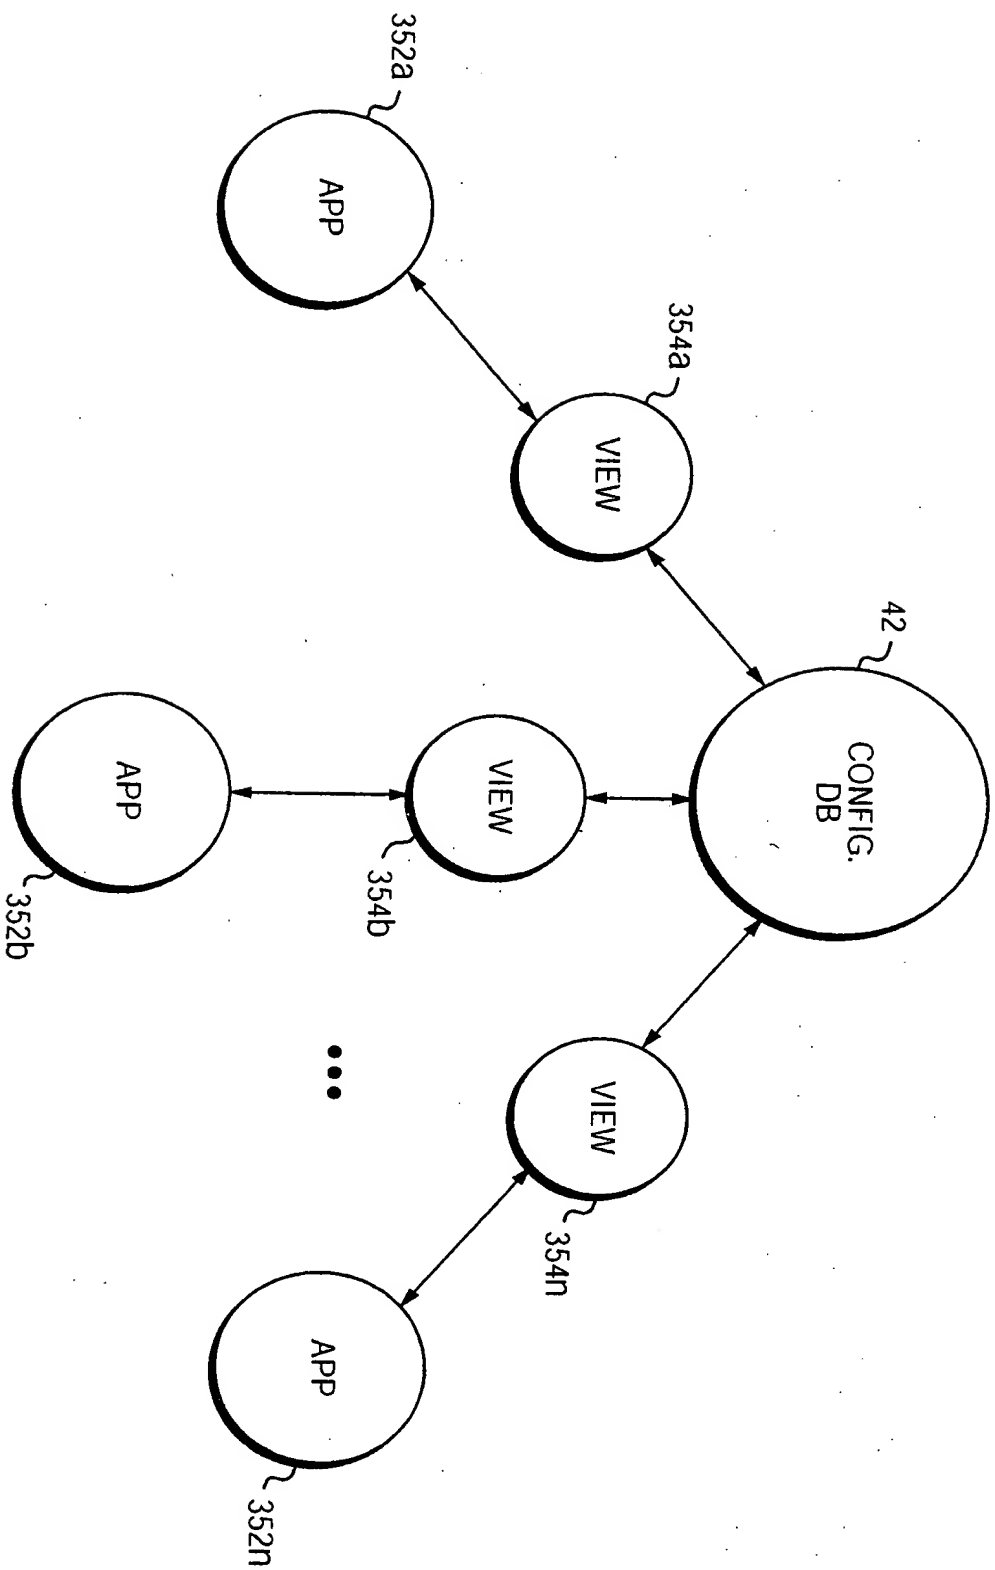 42
CONFIG.
DB
354a
VIEW
VIEW
354b
VIEW
354n
352a
APP
APP
352b
•••
APP
352n